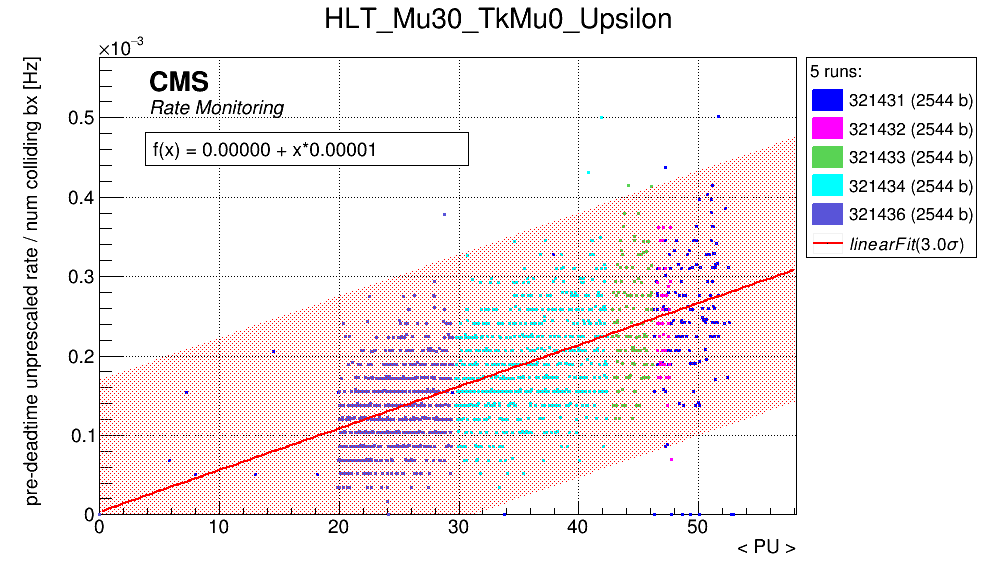 HLT_Mu30_TkMu0_Upsilon
×10⁻³
CMS
Rate Monitoring
f(x) = 0.00000 + x*0.00001
pre-deadtime unprescaled rate / num colliding bx [Hz]
0.5
0.4
0.3
0.2
0.1
0
0 10 20 30 40 50
< PU >
5 runs:
321431 (2544 b)
321432 (2544 b)
321433 (2544 b)
321434 (2544 b)
321436 (2544 b)
linearFit(3.0σ)